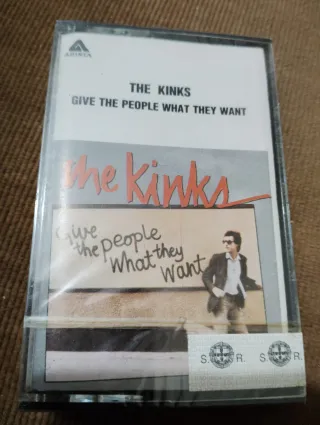 ARISTA
THE KINKS
GIVE THE PEOPLE WHAT THEY WANT
the kinks
Give
the people
What they
Want
S. R. S. R.